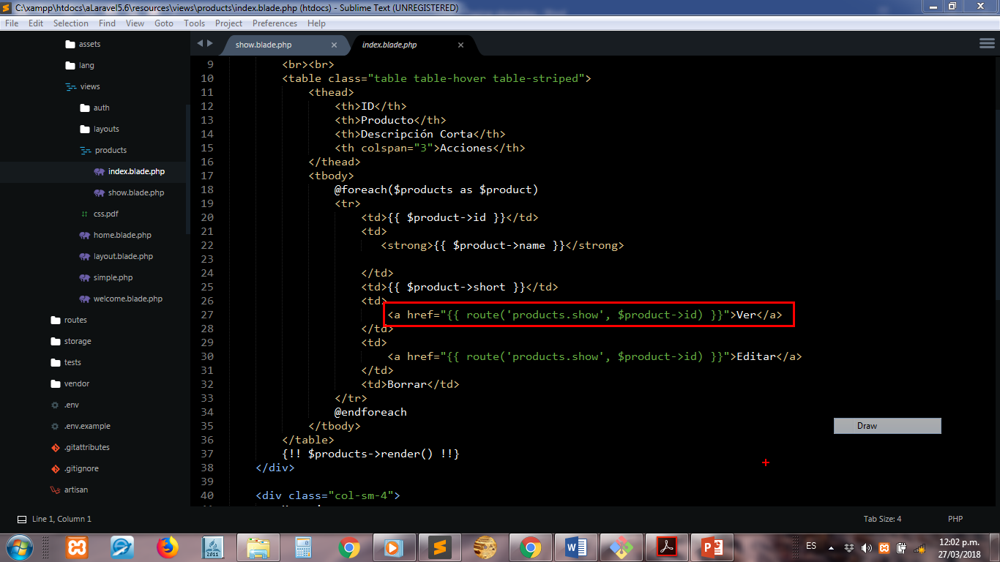 C:\xampp\htdocs\aLaravel5.6\resources\views\products\index.blade.php (htdocs) - Sublime Text (UNREGISTERED)
File Edit Selection Find View Goto Tools Project Preferences Help
assets
lang
views
auth
layouts
products
index.blade.php
show.blade.php
css.pdf
home.blade.php
layout.blade.php
simple.php
welcome.blade.php
routes
storage
tests
vendor
.env
.env.example
.gitattributes
.gitignore
artisan
show.blade.php × index.blade.php ×
9 <br><br>
10 <table class="table table-hover table-striped">
11 <thead>
12 <th>ID</th>
13 <th>Producto</th>
14 <th>Descripción Corta</th>
15 <th colspan="3">Acciones</th>
16 </thead>
17 <tbody>
18 @foreach($products as $product)
19 <tr>
20 <td>{{ $product->id }}</td>
21 <td>
22 <strong>{{ $product->name }}</strong>
23
24 </td>
25 <td>{{ $product->short }}</td>
26 <td>
27 <a href="{{ route('products.show', $product->id) }}">Ver</a>
28 </td>
29 <td>
30 <a href="{{ route('products.show', $product->id) }}">Editar</a>
31 </td>
32 <td>Borrar</td>
33 </tr>
34 @endforeach
35 </tbody>
36 </table>
37 {!! $products->render() !!}
38 </div>
39
40 <div class="col-sm-4">
Draw
Line 1, Column 1 Tab Size: 4 PHP
2011
ES
12:02 p.m.
27/03/2018